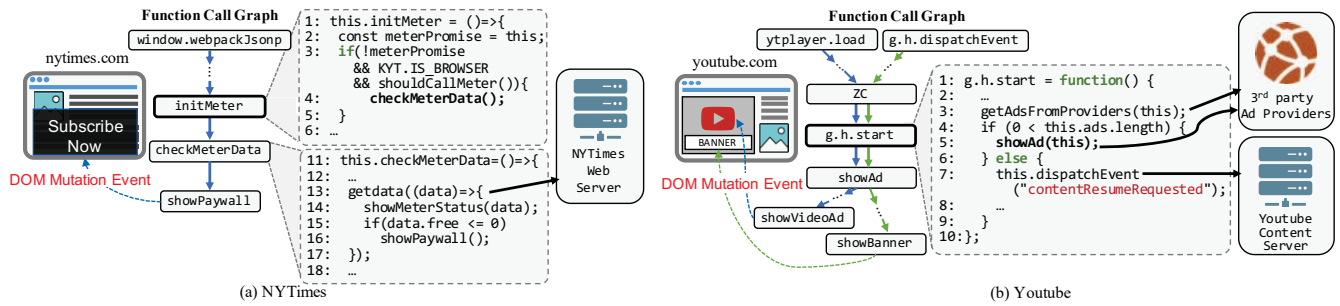 Function Call Graph
window.webpackJsonp
nytimes.com
initMeter
Subscribe
Now
checkMeterData
DOM Mutation Event
showPaywall
1: this.initMeter = ()=>{
2: const meterPromise = this;
3: if(!meterPromise
&& KYT.IS_BROWSER
&& shouldCallMeter()){
4: checkMeterData();
5: }
6: …
11: this.checkMeterData=()=>{
12: …
13: getdata((data)=>{
14: showMeterStatus(data);
15: if(data.free <= 0)
16: showPaywall();
17: });
18: …
NYTimes
Web
Server
(a) NYTimes
Function Call Graph
ytplayer.load
g.h.dispatchEvent
youtube.com
ZC
BANNER
g.h.start
DOM Mutation Event
showAd
showVideoAd
showBanner
1: g.h.start = function() {
2: …
3: getAdsFromProviders(this);
4: if (0 < this.ads.length) {
5: showAd(this);
6: } else {
7: this.dispatchEvent
("contentResumeRequested");
8: …
9: }
10:};
3rd party
Ad Providers
Youtube
Content
Server
(b) Youtube